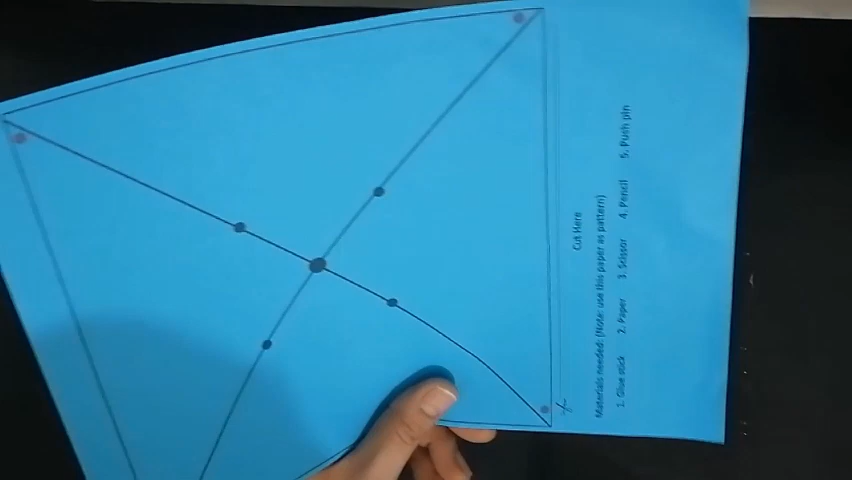 Cut Here
Materials needed: (Note: use this paper as pattern)
1. Glue stick 2. Paper 3. Scissor 4. Pencil 5. Push pin